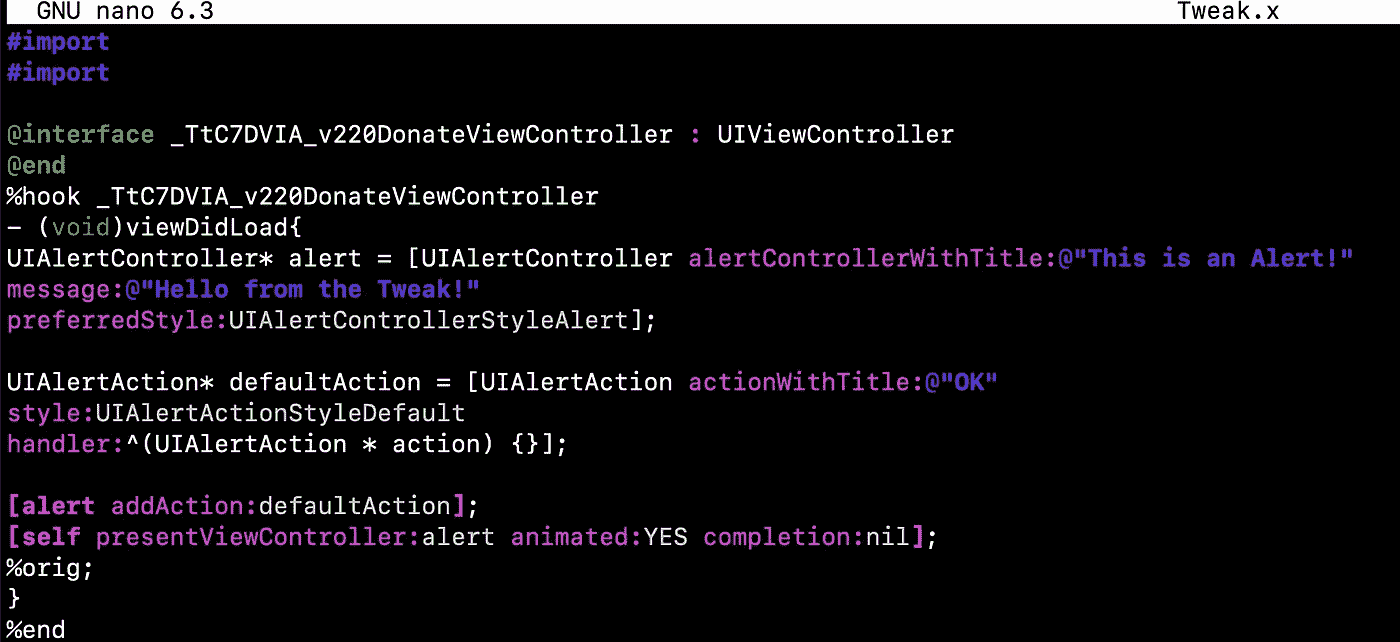 GNU nano 6.3 Tweak.x
#import
#import
@interface _TtC7DVIA_v220DonateViewController : UIViewController
@end
%hook _TtC7DVIA_v220DonateViewController
- (void)viewDidLoad{
UIAlertController* alert = [UIAlertController alertControllerWithTitle:@"This is an Alert!"
message:@"Hello from the Tweak!"
preferredStyle:UIAlertControllerStyleAlert];
UIAlertAction* defaultAction = [UIAlertAction actionWithTitle:@"OK"
style:UIAlertActionStyleDefault
handler:^(UIAlertAction * action) {}];
[alert addAction:defaultAction];
[self presentViewController:alert animated:YES completion:nil];
%orig;
}
%end